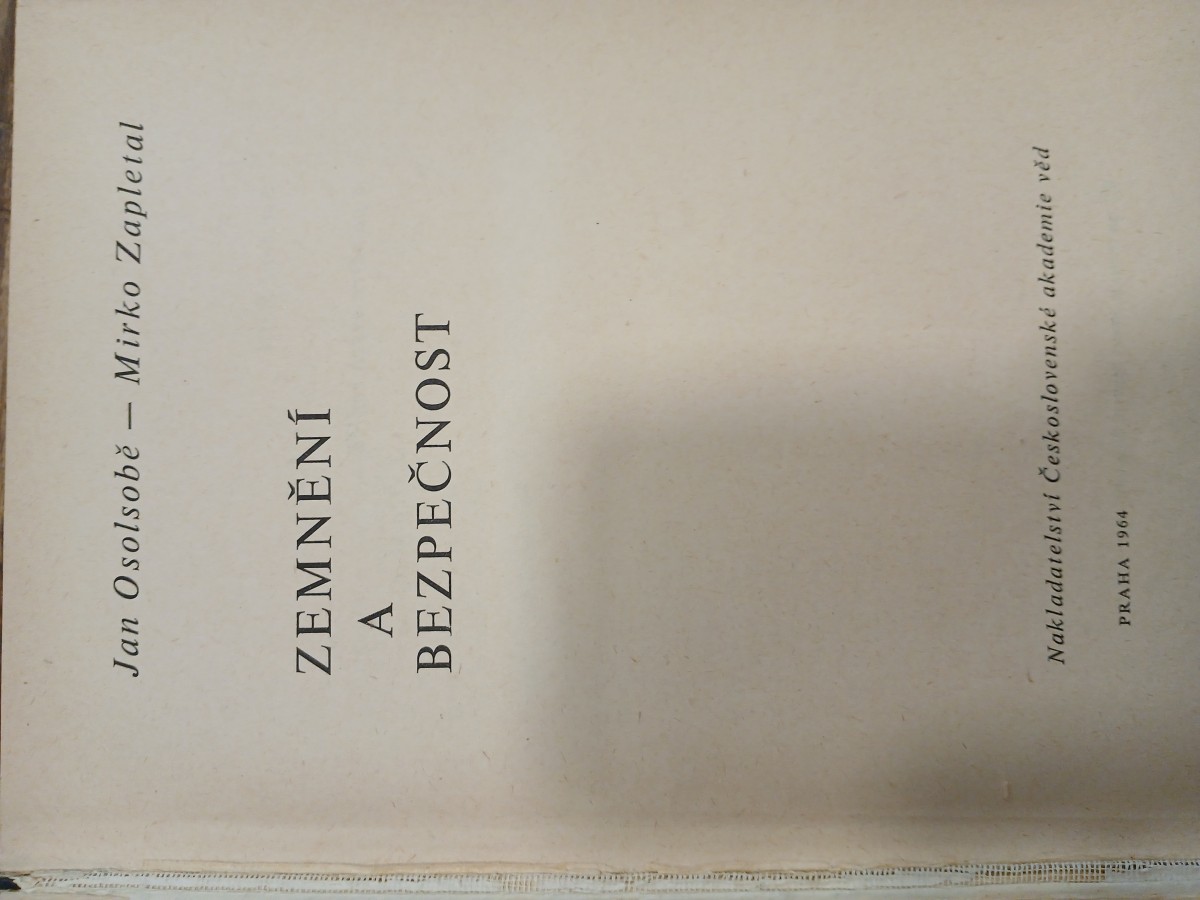 Jan Osolsobě — Mirko Zapletal
ZEMNĚNÍ
A
BEZPEČNOST
Nakladatelství Československé akademie věd
PRAHA 1964